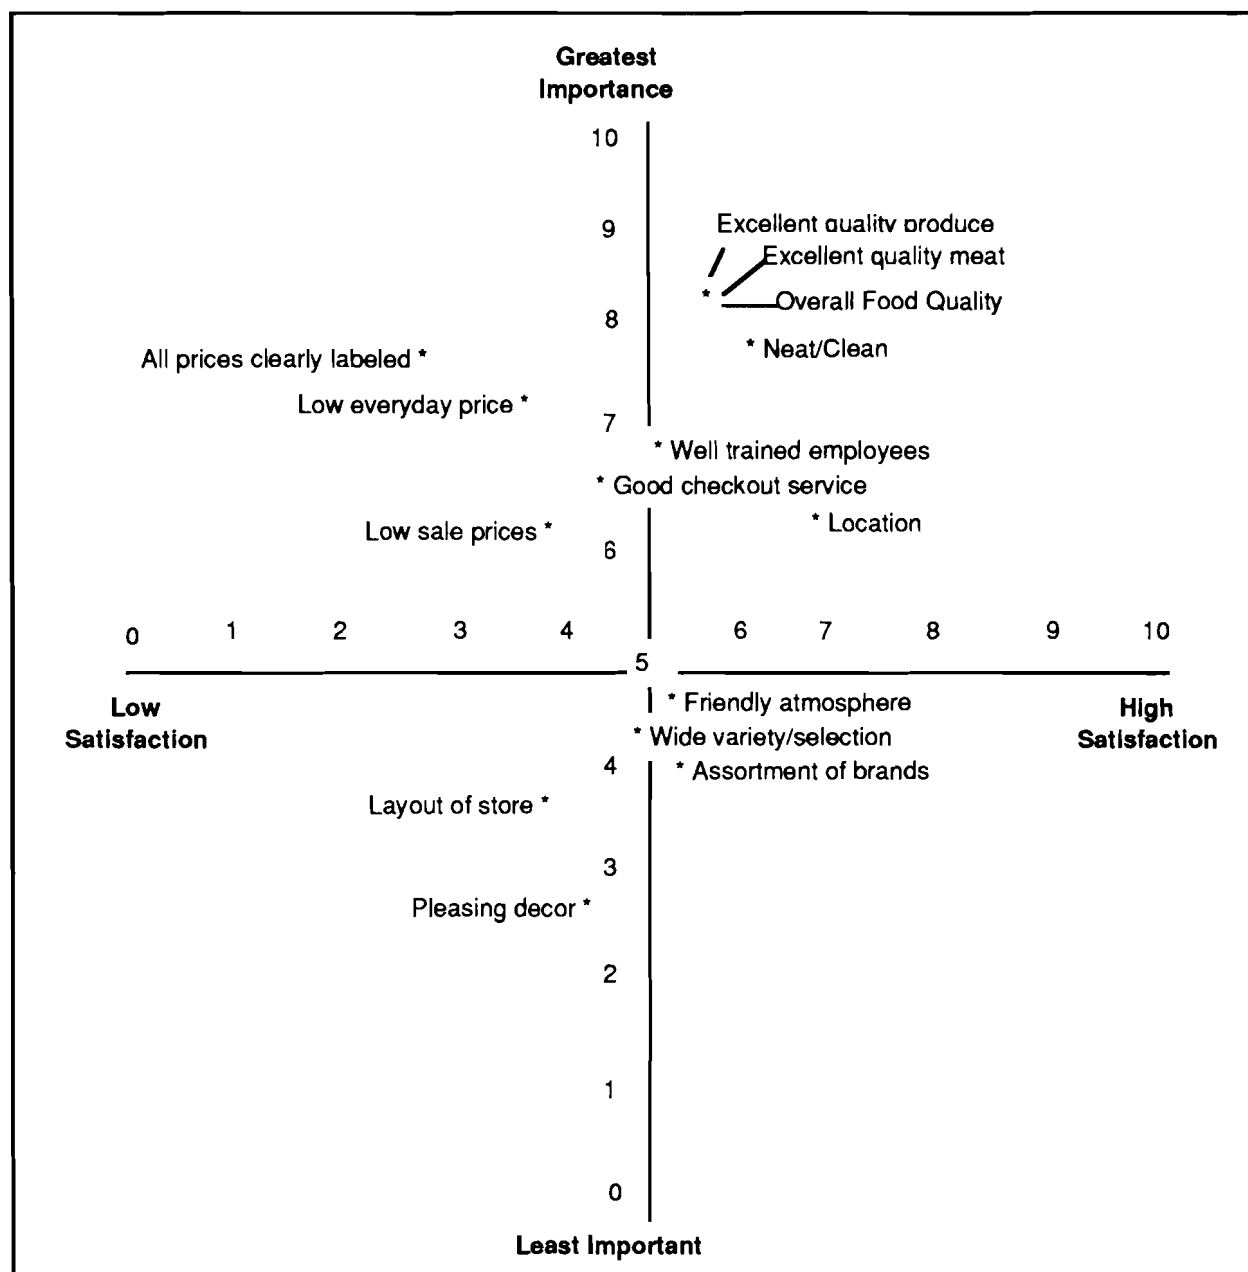 Greatest
Importance
10
9
Excellent quality produce
Excellent quality meat
* Overall Food Quality
8
* Neat/Clean
All prices clearly labeled *
Low everyday price *
7
* Well trained employees
* Good checkout service
* Location
Low sale prices *
6
0 1 2 3 4 6 7 8 9 10
5
Low
Satisfaction
High
Satisfaction
* Friendly atmosphere
* Wide variety/selection
4
* Assortment of brands
Layout of store *
3
Pleasing decor *
2
1
0
Least Important